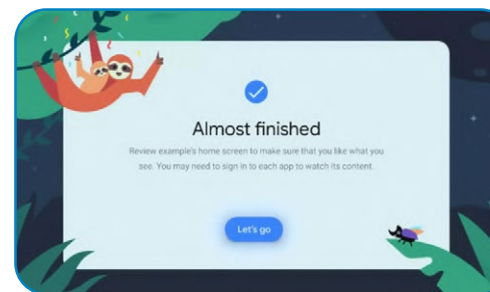 Almost finished
Review example's home screen to make sure that you like what you
see. You may need to sign in to each app to watch its content.
Let's go